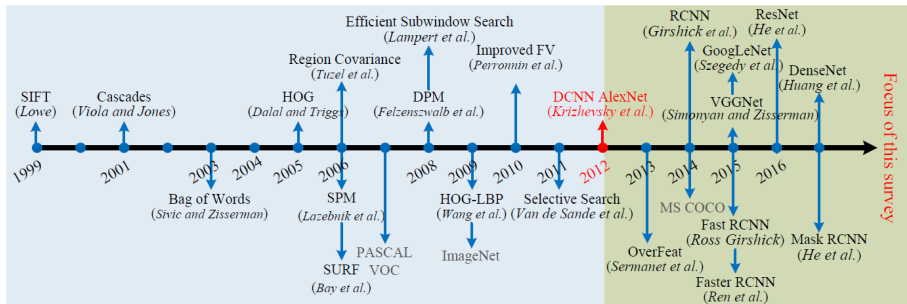 Efficient Subwindow Search
(Lampert et al.)
RCNN
(Girshick et al.)
ResNet
(He et al.)
Region Covariance
(Tuzel et al.)
Improved FV
(Perronnin et al.)
GoogLeNet
(Szegedy et al.)
SIFT
(Lowe)
Cascades
(Viola and Jones)
HOG
(Dalal and Triggs)
DPM
(Felzenszwalb et al.)
DCNN AlexNet
(Krizhevsky et al.)
VGGNet
(Simonyan and Zisserman)
DenseNet
(Huang et al.)
Focus of this survey
1999
2001
2003
2004
2005
2006
2008
2009
2010
2011
2012
2013
2014
2015
2016
Bag of Words
(Sivic and Zisserman)
SPM
(Lazebnik et al.)
SURF
(Bay et al.)
PASCAL
VOC
HOG-LBP
(Wang et al.)
ImageNet
Selective Search
(Van de Sande et al.)
OverFeat
(Sermanet et al.)
MS COCO
Fast RCNN
(Ross Girshick)
Faster RCNN
(Ren et al.)
Mask RCNN
(He et al.)